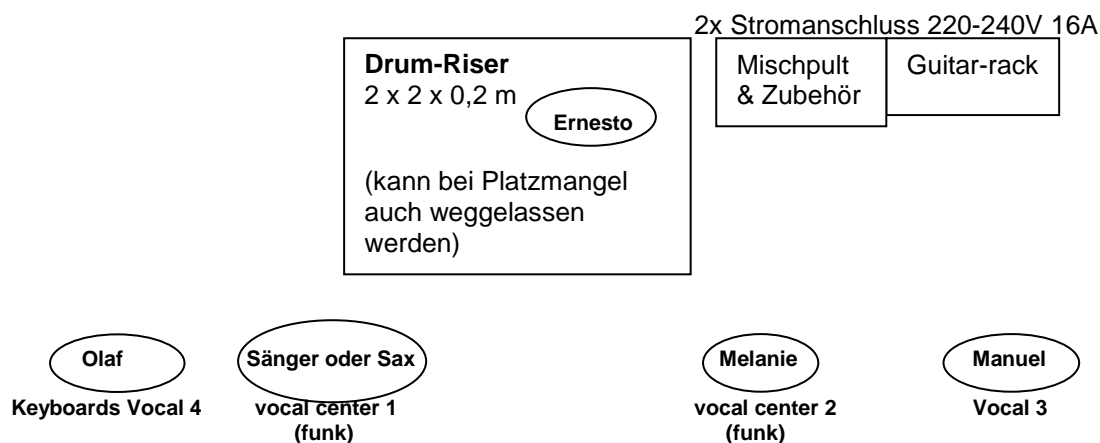 2x Stromanschluss 220-240V 16A
Drum-Riser
2 x 2 x 0,2 m
Ernesto
(kann bei Platzmangel
auch weggelassen
werden)
Mischpult
& Zubehör
Guitar-rack
Olaf
Keyboards Vocal 4
Sänger oder Sax
vocal center 1
(funk)
Melanie
vocal center 2
(funk)
Manuel
Vocal 3